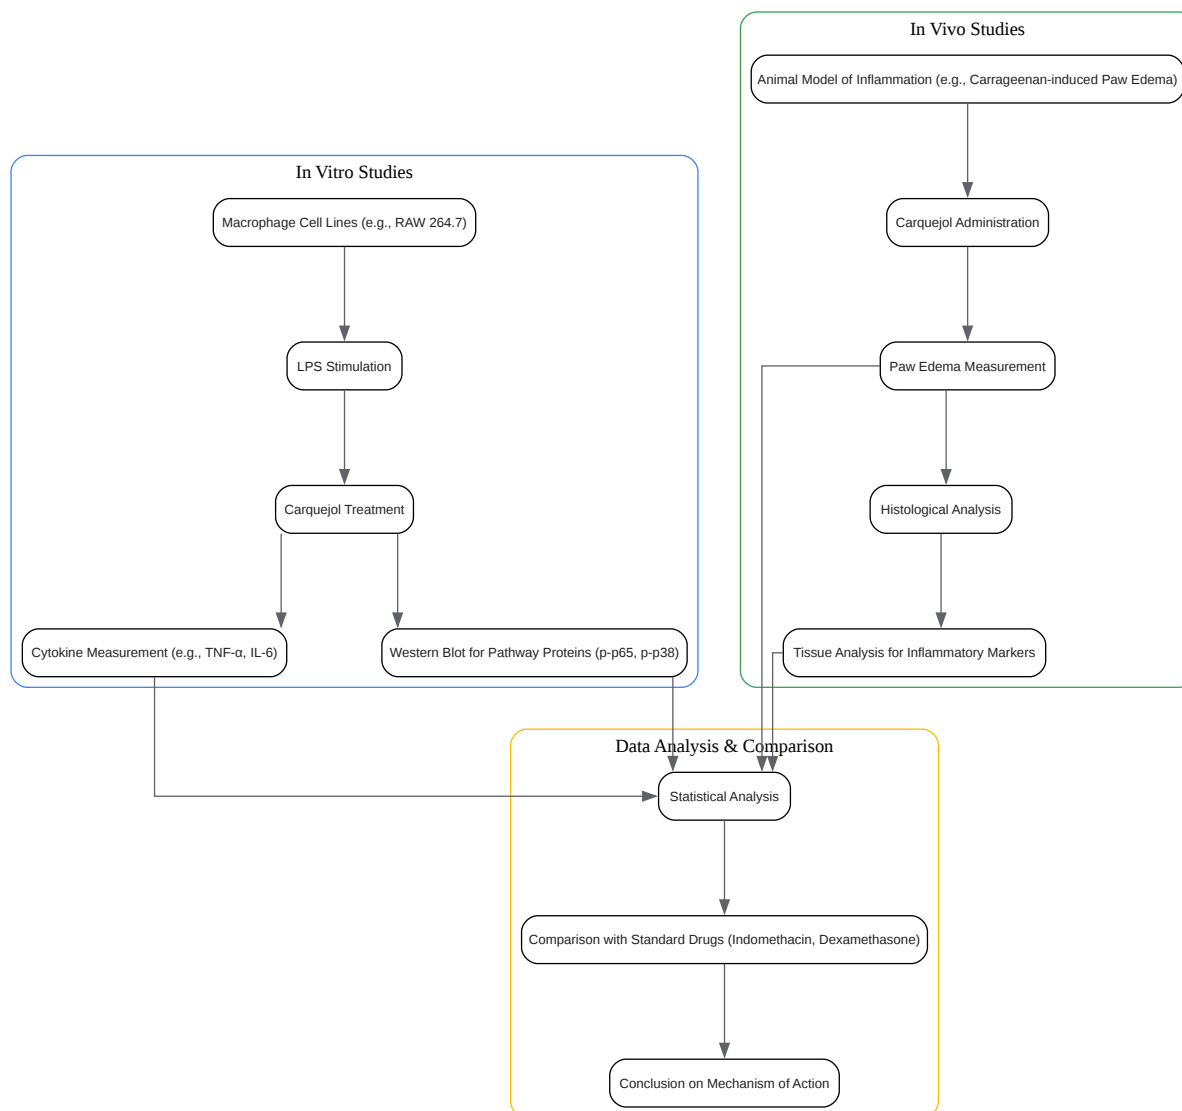 In Vivo Studies
Animal Model of Inflammation (e.g., Carrageenan-induced Paw Edema)
Carquejol Administration
Paw Edema Measurement
Histological Analysis
Tissue Analysis for Inflammatory Markers
In Vitro Studies
Macrophage Cell Lines (e.g., RAW 264.7)
LPS Stimulation
Carquejol Treatment
Cytokine Measurement (e.g., TNF-α, IL-6)
Western Blot for Pathway Proteins (p-p65, p-p38)
Data Analysis & Comparison
Statistical Analysis
Comparison with Standard Drugs (Indomethacin, Dexamethasone)
Conclusion on Mechanism of Action